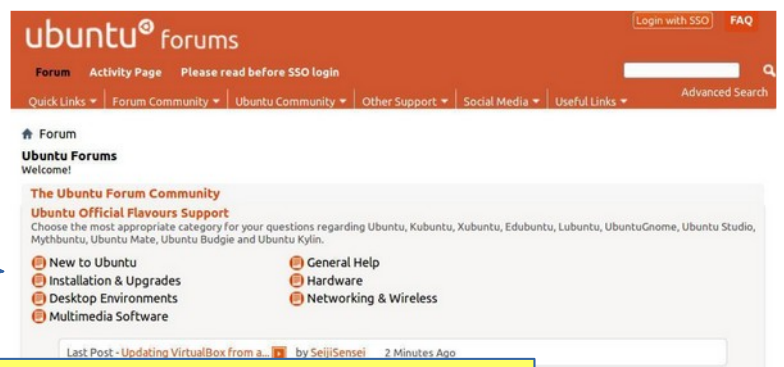 ubuntu forums
Login with SSO FAQ
Forum Activity Page Please read before SSO login
Quick Links Forum Community Ubuntu Community Other Support Social Media Useful Links Advanced Search
Forum
Ubuntu Forums
Welcome!
The Ubuntu Forum Community
Ubuntu Official Flavours Support
Choose the most appropriate category for your questions regarding Ubuntu, Kubuntu, Xubuntu, Edubuntu, Lubuntu, UbuntuGnome, Ubuntu Studio,
Mythbuntu, Ubuntu Mate, Ubuntu Budgie and Ubuntu Kylin.
New to Ubuntu General Help
Installation & Upgrades Hardware
Desktop Environments Networking & Wireless
Multimedia Software
Last Post - Updating VirtualBox from a... by SeijiSensei 2 Minutes Ago